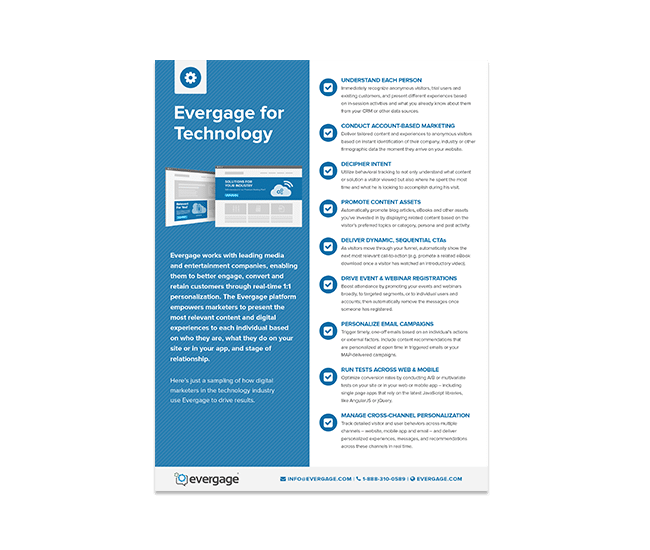 Evergage for
Technology
SOLUTIONS FOR
YOUR INDUSTRY
Evergage works with leading media
and entertainment companies, enabling
them to better engage, convert and
retain customers through real-time 1:1
personalization. The Evergage platform
empowers marketers to present the
most relevant content and digital
experiences to each individual based
on who they are, what they do on your
site or in your app, and stage of
relationship.
Here's just a sampling of how digital
marketers in the technology industry
use Evergage to drive results.
UNDERSTAND EACH PERSON
Immediately recognize anonymous visitors, trial users and
existing customers, and present different experiences based
on in-session activities and what you already know about them
from your CRM or other data sources.
CONDUCT ACCOUNT-BASED MARKETING
Deliver tailored content and experiences to anonymous visitors
based on instant identification of their company, industry or other
firmographic data the moment they arrive on your website.
DECIPHER INTENT
Utilize behavioral tracking to not only understand what content
or solution a visitor viewed but also where he spent the most
time and what he is looking to accomplish during his visit.
PROMOTE CONTENT ASSETS
Automatically promote blog articles, eBooks and other assets
you've invested in by displaying related content based on the
visitor's preferred topics or category, persona and past activity.
DELIVER DYNAMIC, SEQUENTIAL CTAs
As visitors move through your funnel, automatically show the
next most relevant call-to-action (e.g. promote a related eBook
download once a visitor has watched an introductory video).
DRIVE EVENT & WEBINAR REGISTRATIONS
Boost attendance by promoting your events and webinars
broadly, to targeted segments, or to individual users and
accounts; then automatically remove the messages once
someone has registered.
PERSONALIZE EMAIL CAMPAIGNS
Trigger timely, one-off emails based on an individual's actions
or external factors. Include content recommendations that
are personalized at open time in triggered emails or your
MAP-delivered campaigns.
RUN TESTS ACROSS WEB & MOBILE
Optimize conversion rates by conducting A/B or multivariate
tests on your site or in your web or mobile app – including
single page apps that rely on the latest JavaScript libraries,
like AngularJS or jQuery.
MANAGE CROSS-CHANNEL PERSONALIZATION
Track detailed visitor and user behaviors across multiple
channels – website, mobile app and email – and deliver
personalized experiences, messages, and recommendations
across these channels in real time.
evergage
INFO@EVERGAGE.COM | 1-888-310-0589 | EVERGAGE.COM